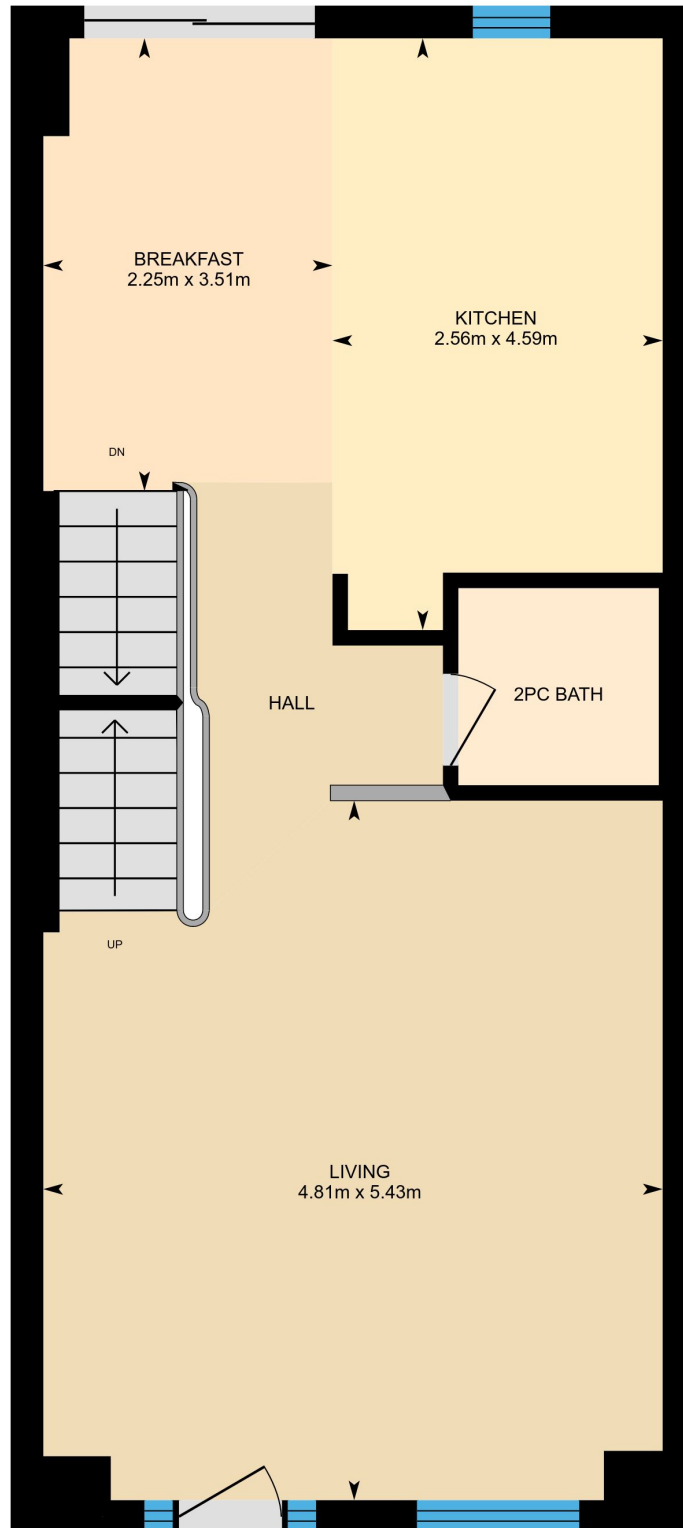 BREAKFAST
2.25m x 3.51m
KITCHEN
2.56m x 4.59m
DN
HALL
2PC BATH
UP
LIVING
4.81m x 5.43m